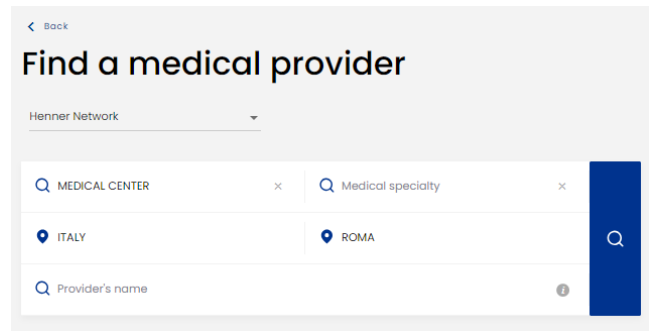 Back
Find a medical provider
Henner Network
MEDICAL CENTER
Medical specialty
ITALY
ROMA
Provider's name